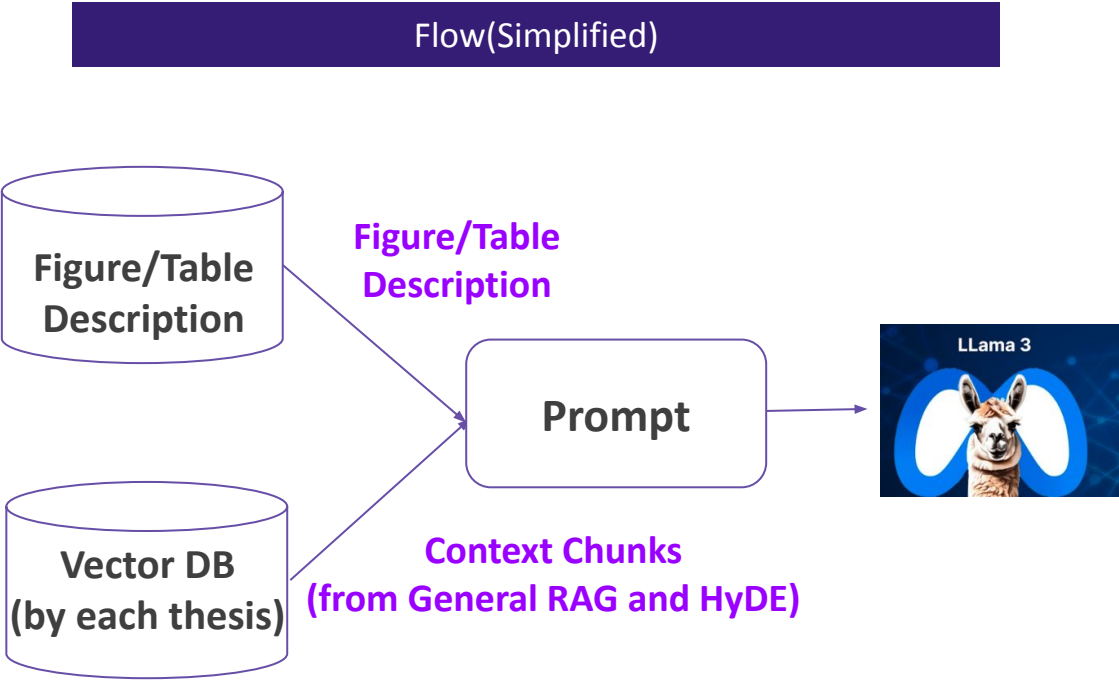 Flow(Simplified)
Figure/Table
Description
Figure/Table
Description
Prompt
LLama 3
Vector DB
(by each thesis)
Context Chunks
(from General RAG and HyDE)